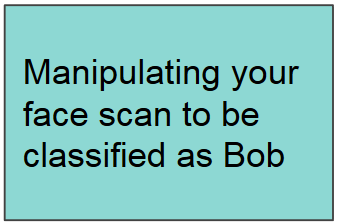 Manipulating your
face scan to be
classified as Bob